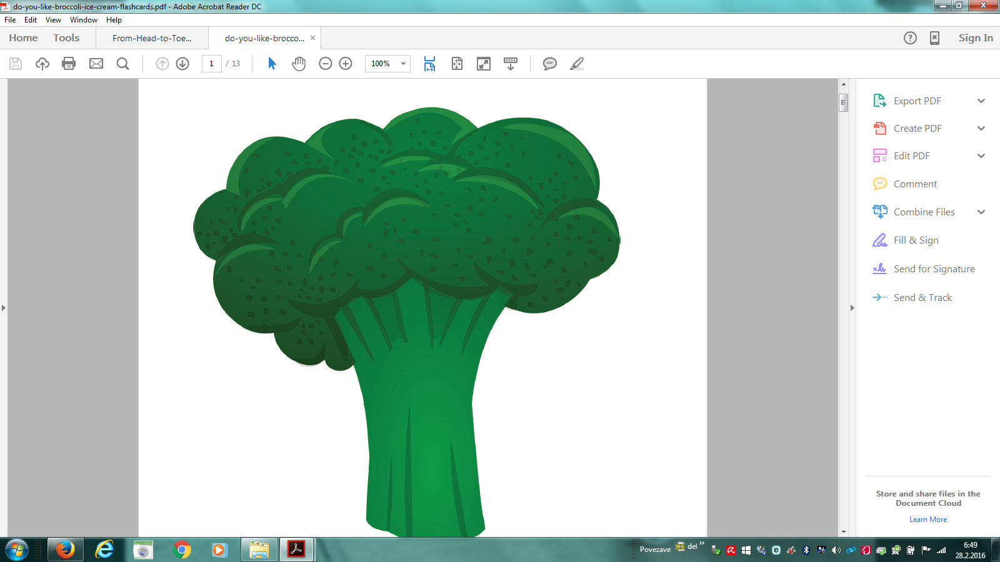 do-you-like-broccoli-ice-cream-flashcards.pdf - Adobe Acrobat Reader DC
File Edit View Window Help
Home Tools From-Head-to-Toe... do-you-like-brocco... Sign In
1 / 13 100%
Export PDF
Create PDF
Edit PDF
Comment
Combine Files
Fill & Sign
Send for Signature
Send & Track
Store and share files in the
Document Cloud
Learn More
Povezave JPG del
6:49
28.2.2016